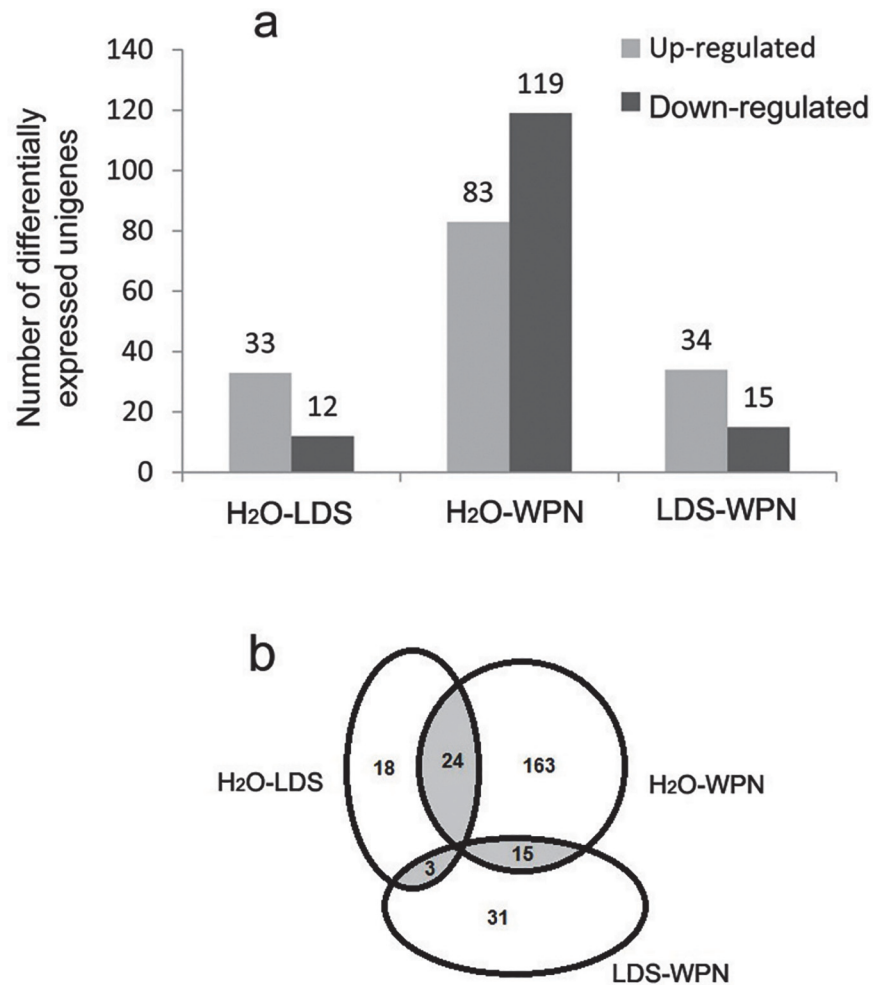 a
Number of differentially
expressed unigenes
140
120
100
80
60
40
20
0
Up-regulated
Down-regulated
33
12
83
119
34
15
H2O-LDS
H2O-WPN
LDS-WPN
b
H2O-LDS
18
24
163
H2O-WPN
3
15
31
LDS-WPN